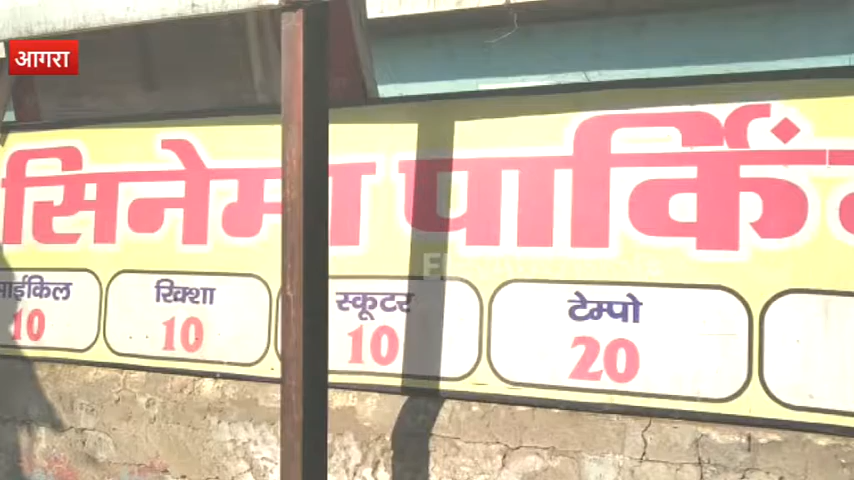 आगरा
सिनेमा पार्किं
साईकिल रिक्शा स्कूटर टेम्पो
10 10 10 20